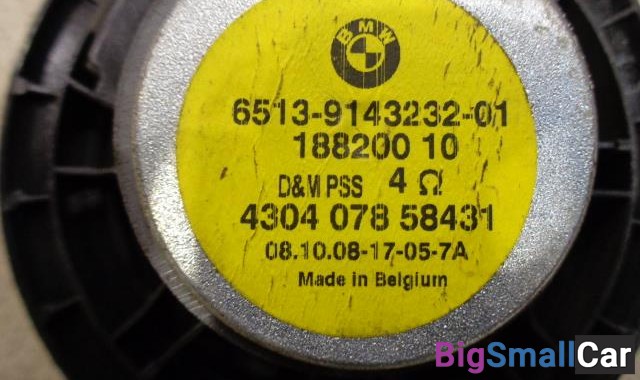 BMW
6513-9143232-01
188200 10
D&M PSS 4 Ω
4304 078 58431
08.10.08-17-05-7A
Made in Belgium
BigSmallCar